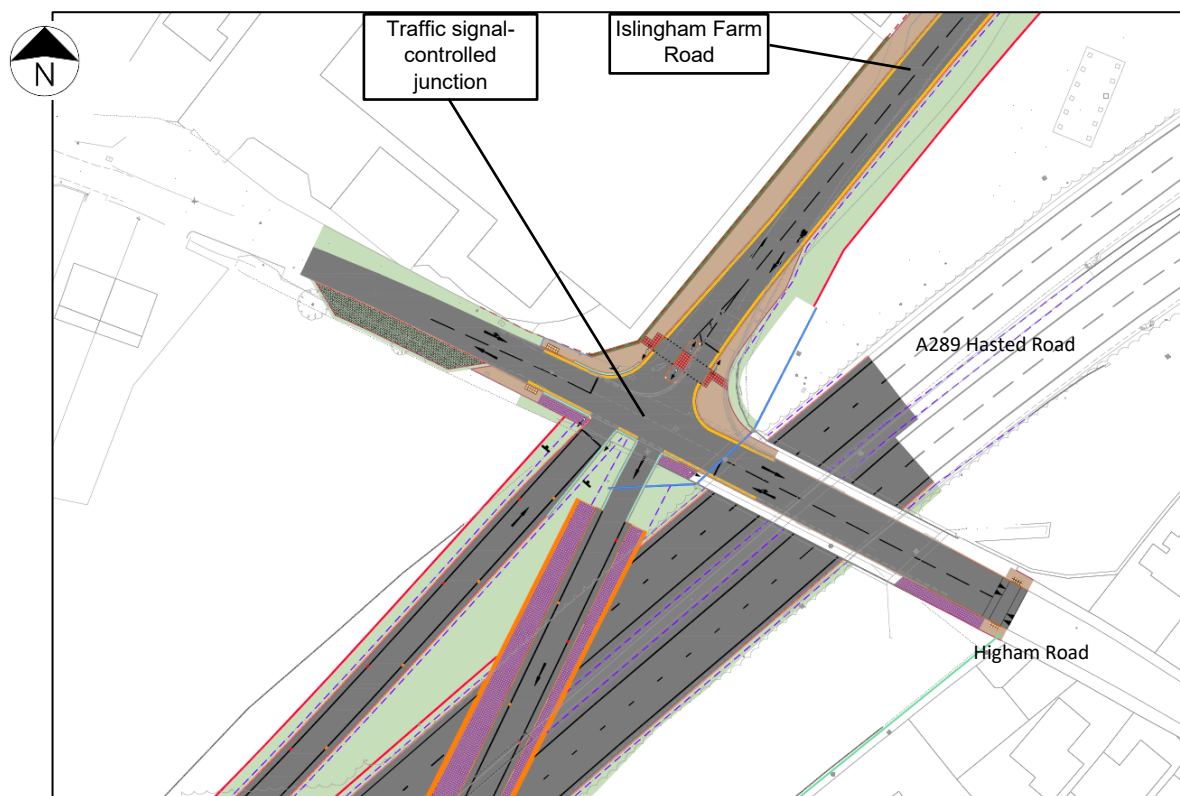 Traffic signal-
controlled
junction
Islingham Farm
Road
N
A289 Hasted Road
Higham Road